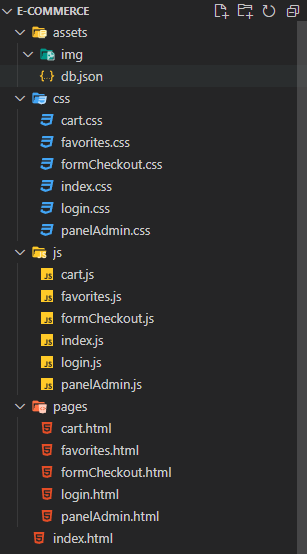 E-COMMERCE
assets
img
db.json
css
cart.css
favorites.css
formCheckout.css
index.css
login.css
panelAdmin.css
js
cart.js
favorites.js
formCheckout.js
index.js
login.js
panelAdmin.js
pages
cart.html
favorites.html
formCheckout.html
login.html
panelAdmin.html
index.html